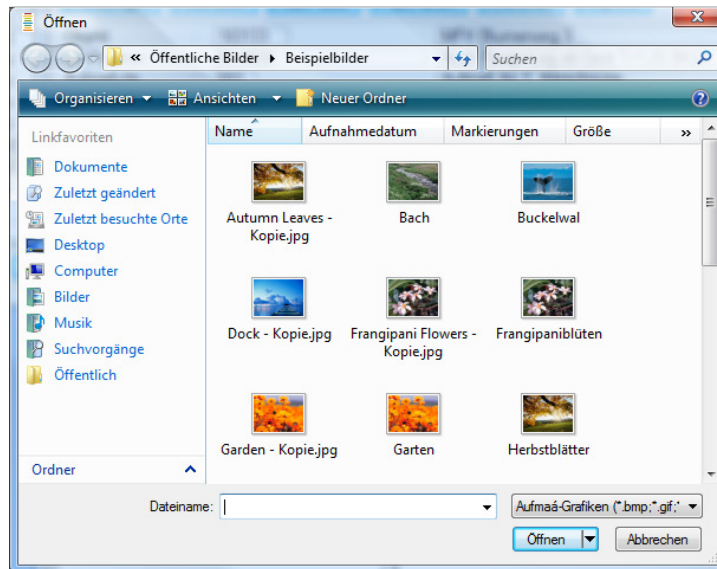 Öffnen
« Öffentliche Bilder ▸ Beispielbilder
Suchen
Organisieren
Ansichten
Neuer Ordner
Linkfavoriten
Dokumente
Zuletzt geändert
Zuletzt besuchte Orte
Desktop
Computer
Bilder
Musik
Suchvorgänge
Öffentlich
Ordner
Name Aufnahmedatum Markierungen Größe »
Autumn Leaves -
Kopie.jpg
Bach
Buckelwal
Dock - Kopie.jpg
Frangipani Flowers -
Kopie.jpg
Frangipaniblüten
Garden - Kopie.jpg
Garten
Herbstblätter
Dateiname:
Aufmaá-Grafiken (*.bmp;*.gif;*
Öffnen
Abbrechen